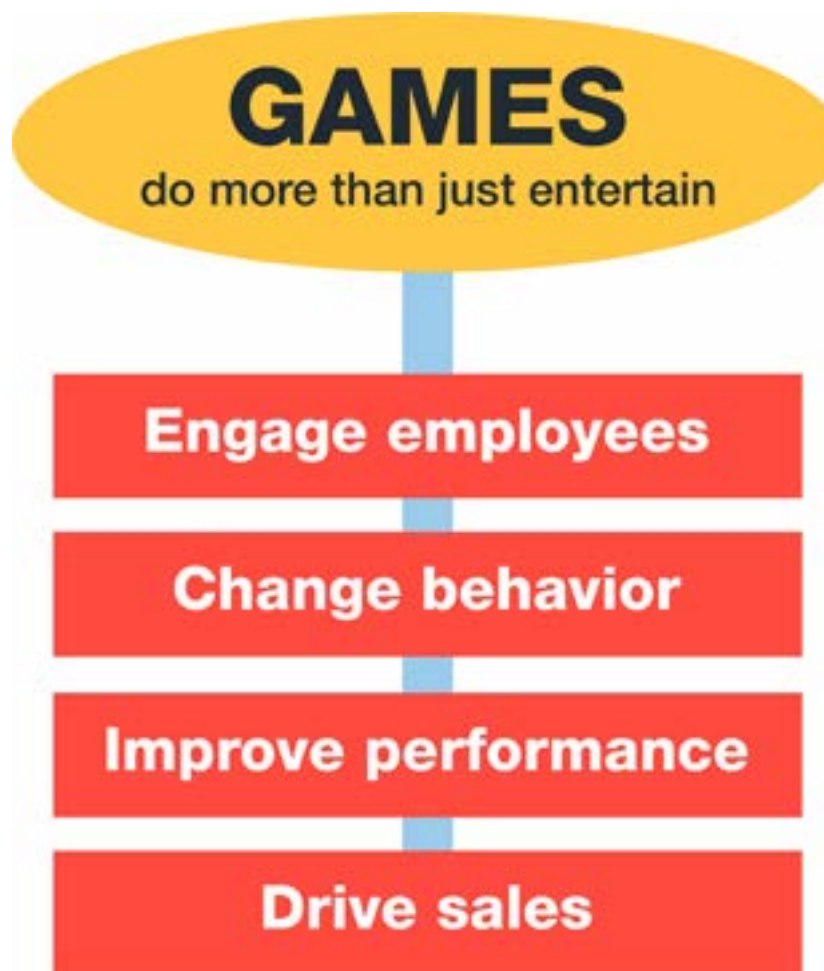 GAMES
do more than just entertain
Engage employees
Change behavior
Improve performance
Drive sales